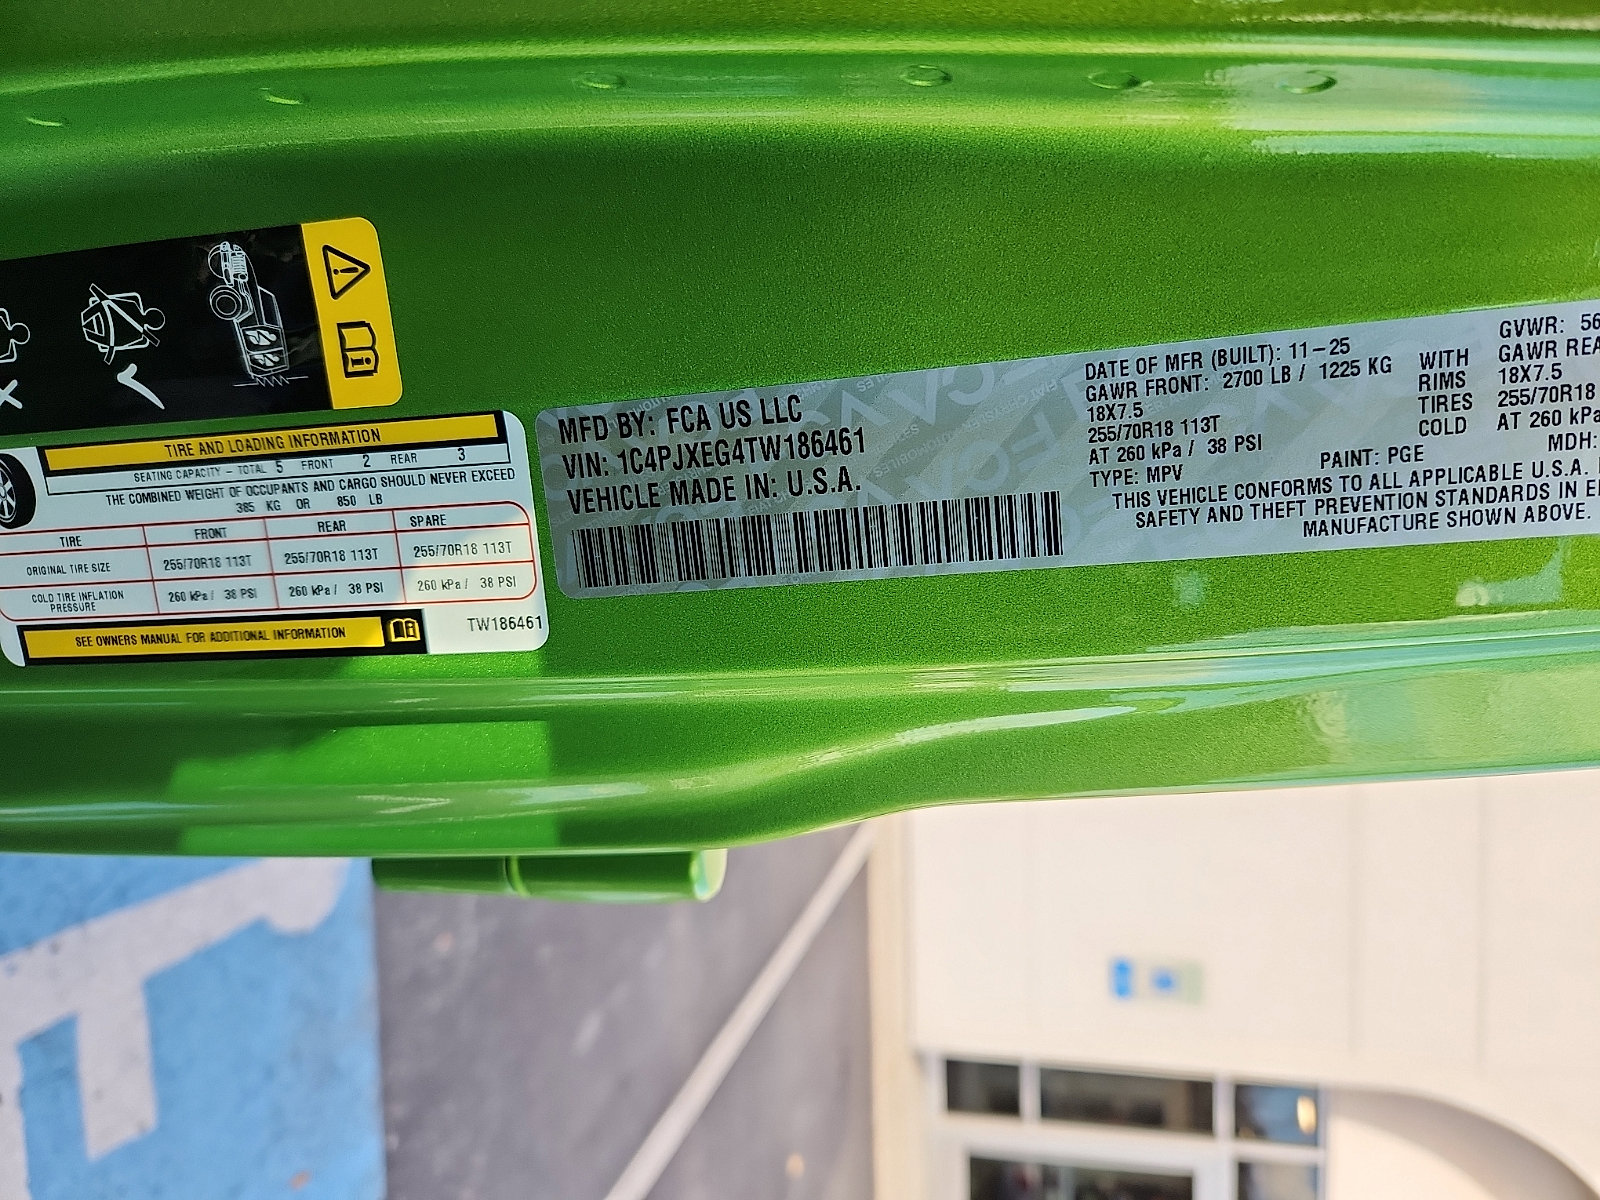 TIRE AND LOADING INFORMATION
SEATING CAPACITY - TOTAL 5 FRONT 2 REAR 3
THE COMBINED WEIGHT OF OCCUPANTS AND CARGO SHOULD NEVER EXCEED
385 KG OR 850 LB
TIRE FRONT REAR SPARE
ORIGINAL TIRE SIZE 255/70R18 113T 255/70R18 113T 255/70R18 113T
COLD TIRE INFLATION PRESSURE 260 kPa / 38 PSI 260 kPa / 38 PSI 260 kPa / 38 PSI
SEE OWNERS MANUAL FOR ADDITIONAL INFORMATION
TW186461
MFD BY: FCA US LLC
VIN: 1C4PJXEG4TW186461
VEHICLE MADE IN: U.S.A.
DATE OF MFR (BUILT): 11-25
GAWR FRONT: 2700 LB / 1225 KG
18X7.5
255/70R18 113T
AT 260 kPa / 38 PSI
TYPE: MPV
WITH
RIMS
TIRES
COLD
GVWR: 56
GAWR REA
18X7.5
255/70R18
AT 260 kPa
PAINT: PGE
MDH:
THIS VEHICLE CONFORMS TO ALL APPLICABLE U.S.A.
SAFETY AND THEFT PREVENTION STANDARDS IN
MANUFACTURE SHOWN ABOVE.